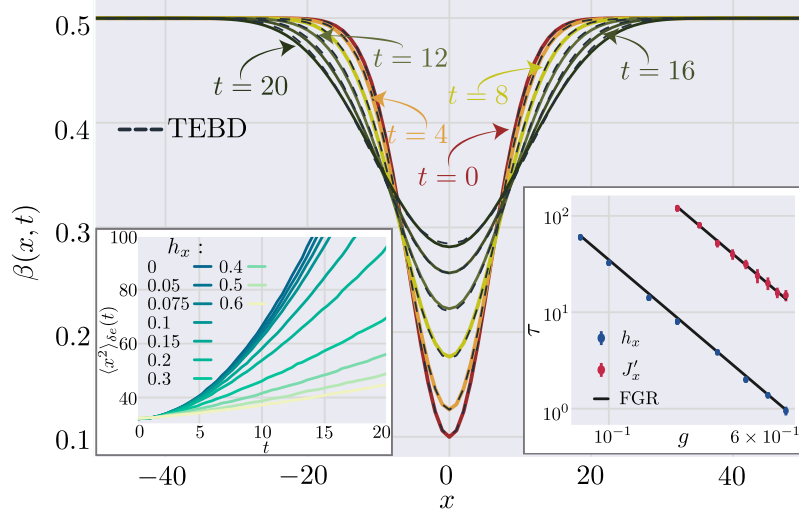 0.5
0.4
0.3
0.2
0.1
β(x, t)
t = 20
t = 12
t = 4
t = 8
t = 0
t = 16
TEBD
−40
−20
0
20
40
x
100
80
60
40
⟨x²⟩δe(t)
hx :
0
0.05
0.075
0.1
0.15
0.2
0.3
0.4
0.5
0.6
0
5
10
15
20
t
10²
10¹
10⁰
τ
hx
J′x
FGR
10⁻¹
g
6 × 10⁻¹